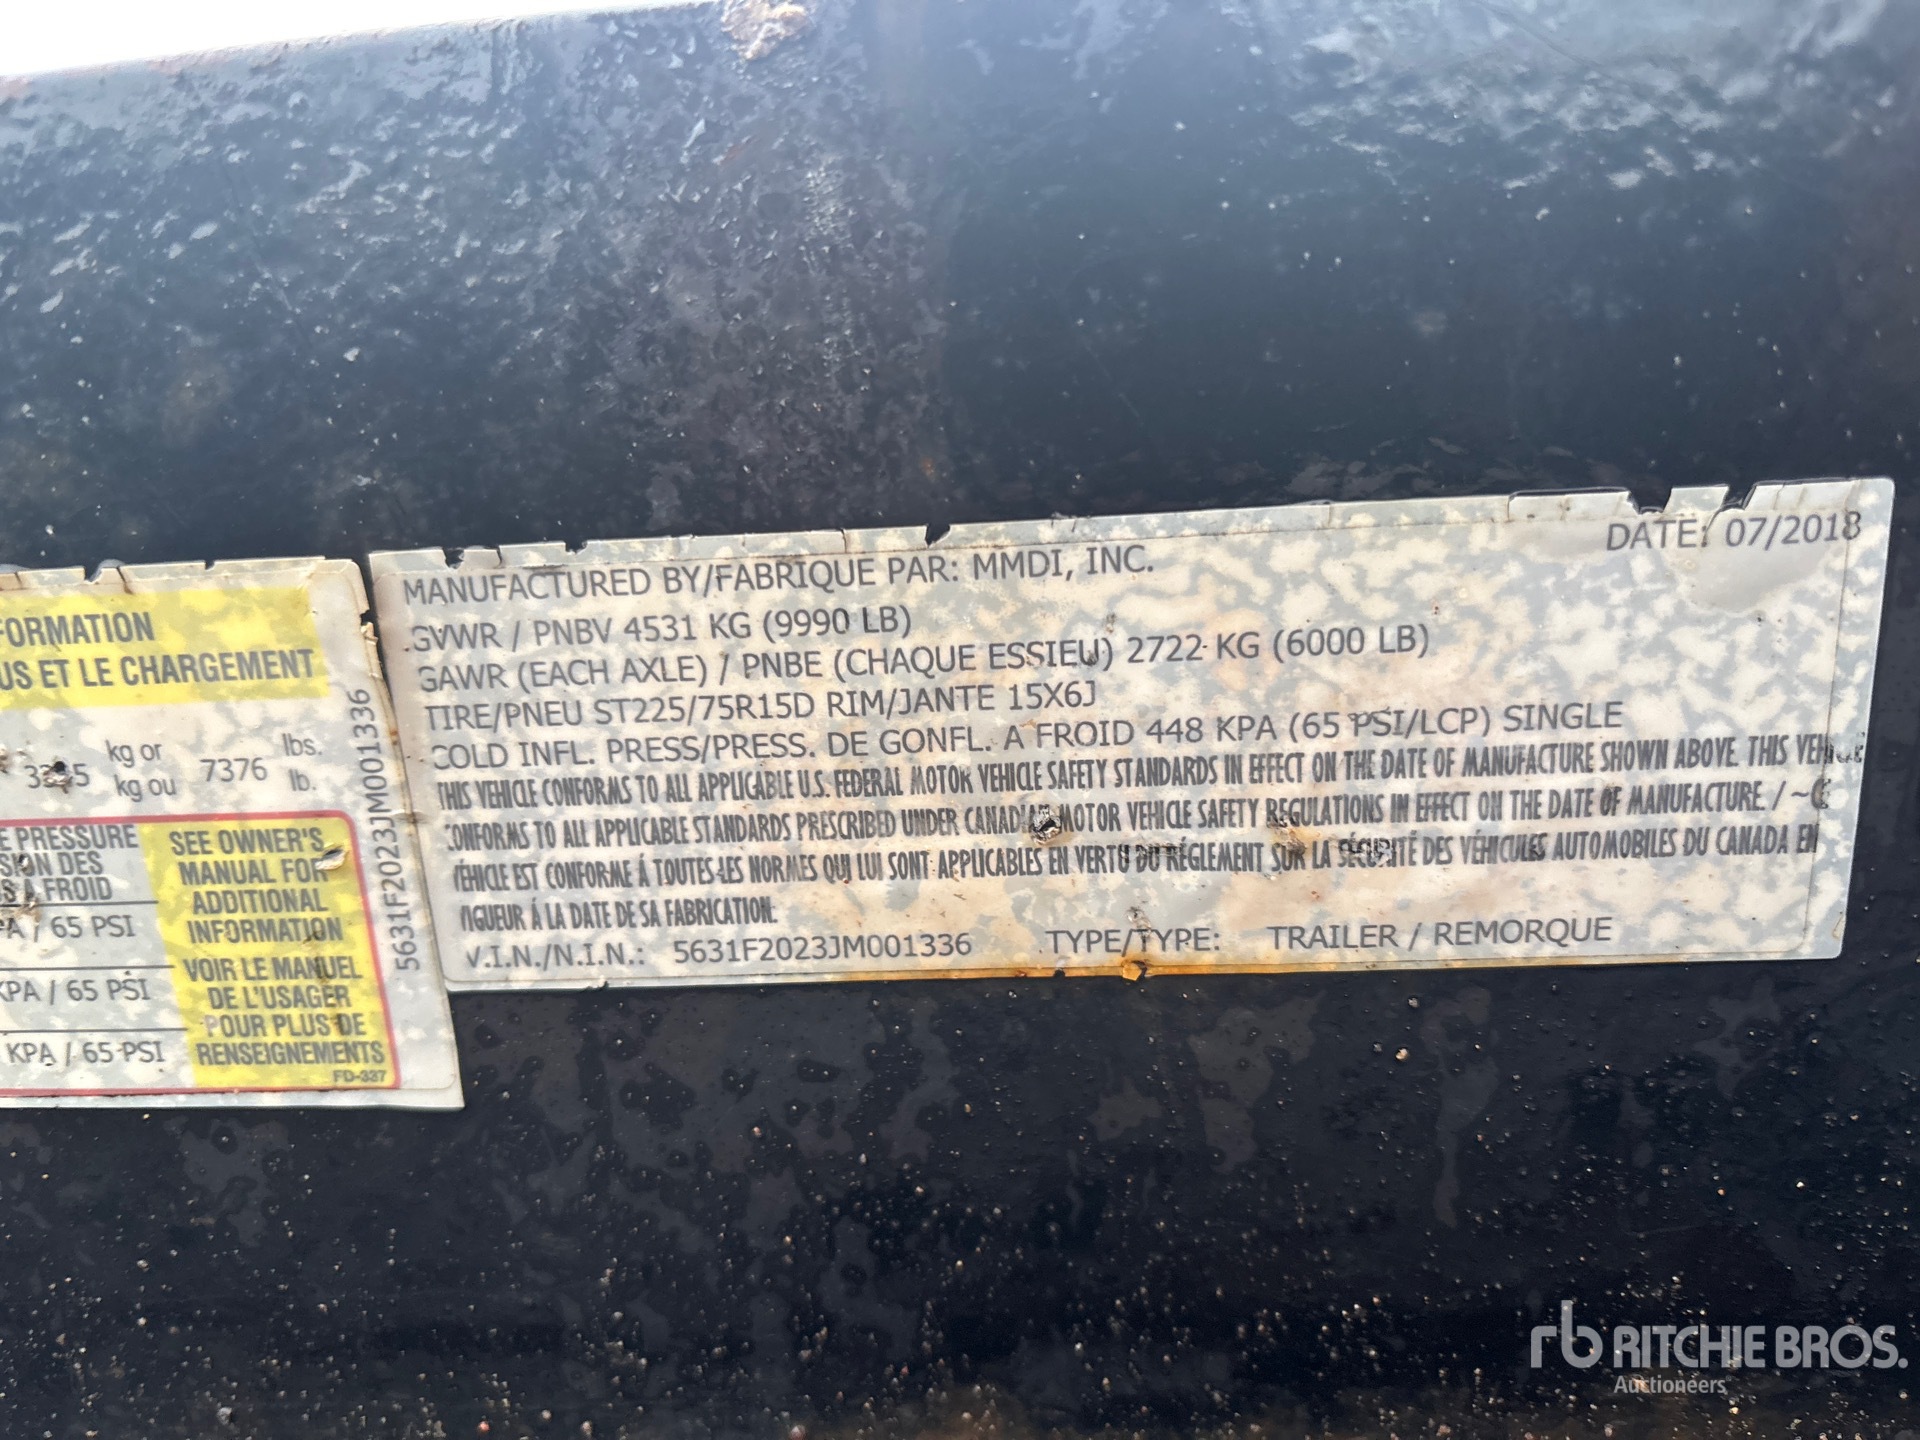 FORMATION
US ET LE CHARGEMENT
kg or
kg ou
7376
lbs.
lb.
5631F2023JM001336
E PRESSURE
SION DES
A FROID
PA / 65 PSI
KPA / 65 PSI
KPA / 65 PSI
SEE OWNER'S
MANUAL FOR
ADDITIONAL
INFORMATION
VOIR LE MANUEL
DE L'USAGER
POUR PLUS DE
RENSEIGNEMENTS
FD-337
DATE: 07/2018
MANUFACTURED BY/FABRIQUE PAR: MMDI, INC.
GVWR / PNBV 4531 KG (9990 LB)
GAWR (EACH AXLE) / PNBE (CHAQUE ESSIEU) 2722 KG (6000 LB)
TIRE/PNEU ST225/75R15D RIM/JANTE 15X6J
COLD INFL. PRESS/PRESS. DE GONFL. A FROID 448 KPA (65 PSI/LCP) SINGLE
THIS VEHICLE CONFORMS TO ALL APPLICABLE U.S. FEDERAL MOTOR VEHICLE SAFETY STANDARDS IN EFFECT ON THE DATE OF MANUFACTURE SHOWN ABOVE. THIS VEHICLE
CONFORMS TO ALL APPLICABLE STANDARDS PRESCRIBED UNDER CANADIAN MOTOR VEHICLE SAFETY REGULATIONS IN EFFECT ON THE DATE OF MANUFACTURE. / ~CE
VÉHICLE EST CONFORME À TOUTES LES NORMES QUI LUI SONT APPLICABLES EN VERTU DU RÉGLEMENT SUR LA SÉCURITÉ DES VÉHICULES AUTOMOBILES DU CANADA EN
VIGUEUR À LA DATE DE SA FABRICATION:
V.I.N./N.I.N.: 5631F2023JM001336 TYPE/TYPE: TRAILER / REMORQUE
rb RITCHIE BROS.
Auctioneers